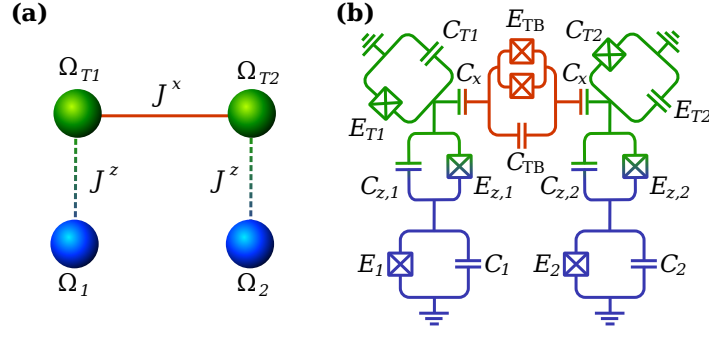 (a)
Ω_T1
Ω_T2
J^x
J^z
J^z
Ω_1
Ω_2
(b)
C_T1
E_TB
C_T2
C_x
C_x
E_T1
E_T2
C_TB
C_z,1
E_z,1
C_z,2
E_z,2
E_1
C_1
E_2
C_2